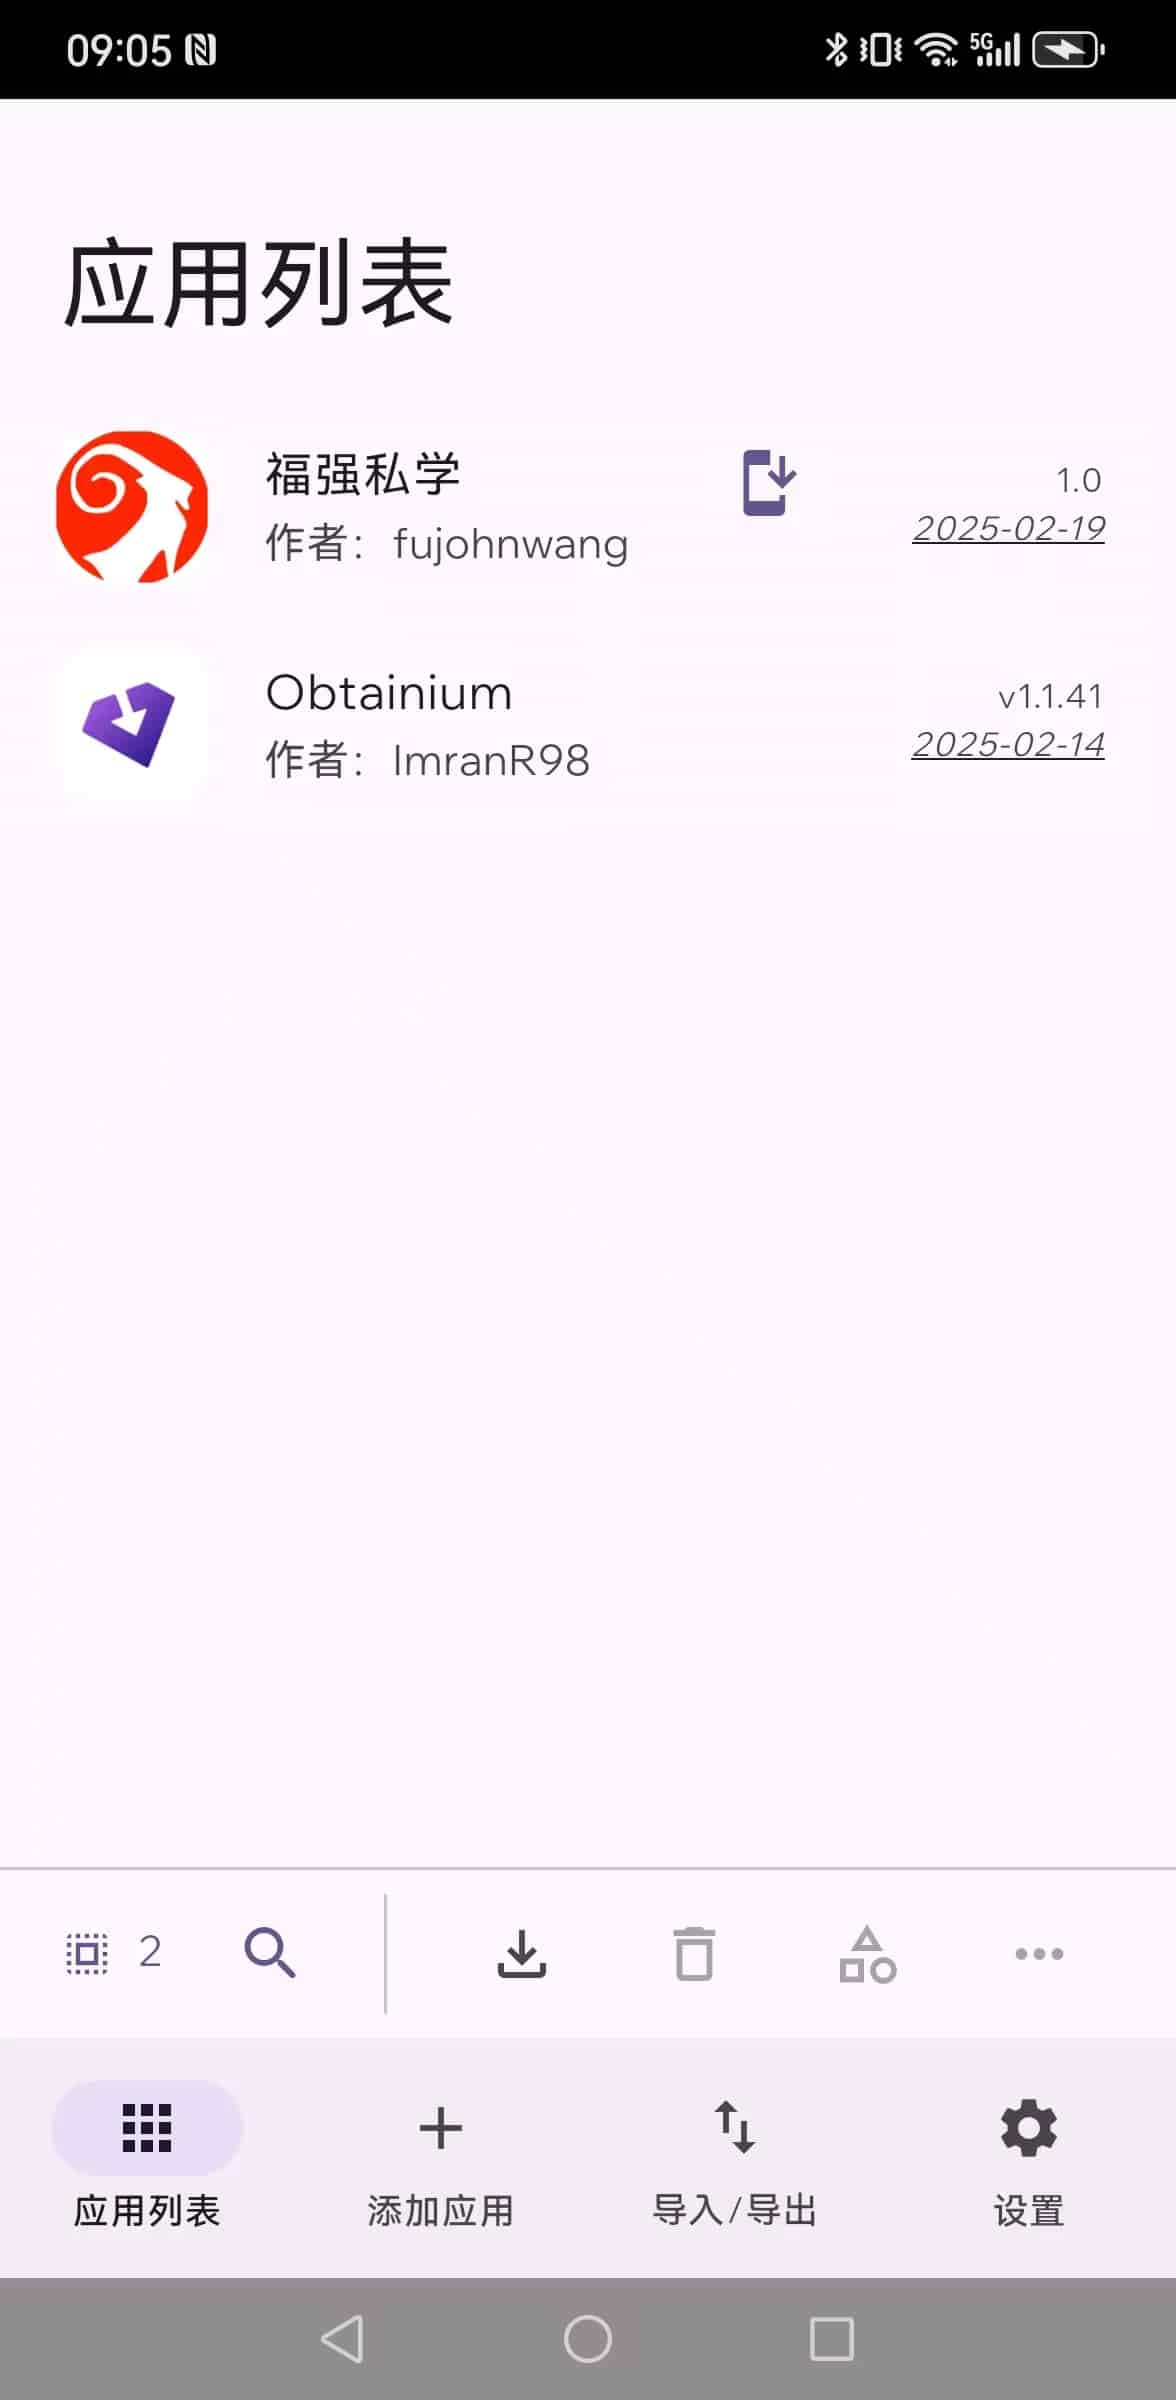 09:05
5G
应用列表
福强私学
1.0
作者： fujohnwang
2025-02-19
Obtainium
v1.1.41
作者： ImranR98
2025-02-14
2
应用列表
添加应用
导入/导出
设置